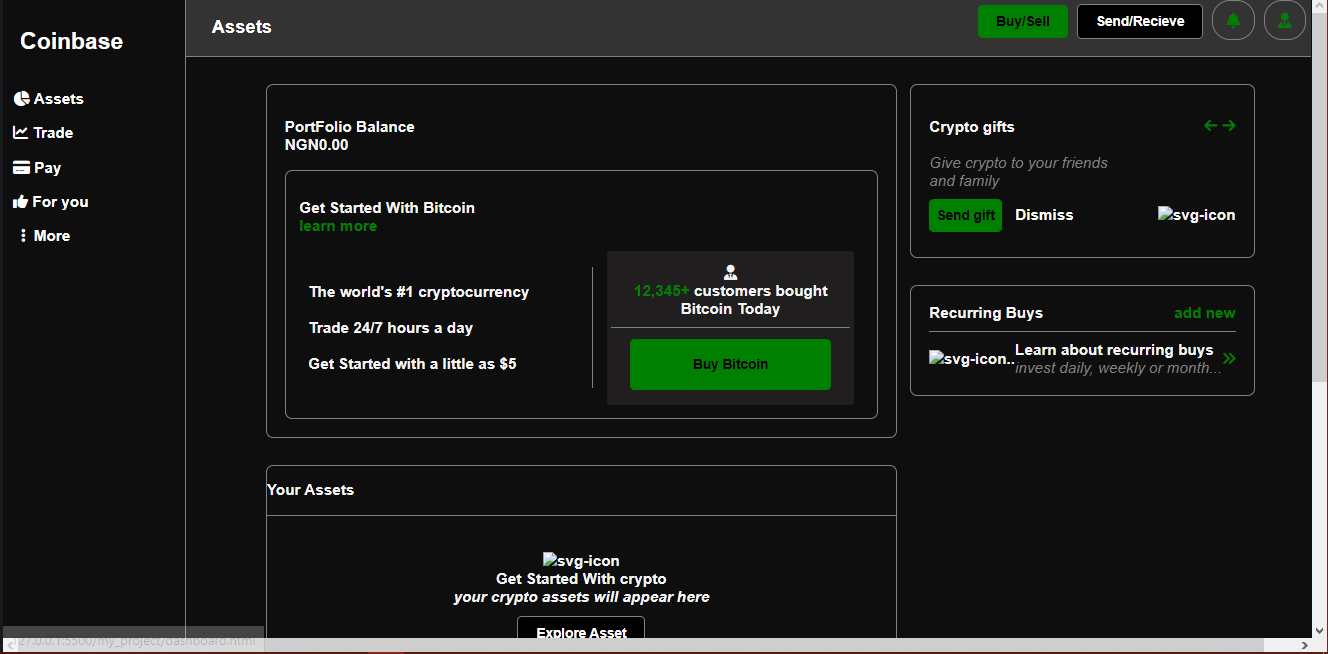 Coinbase
Assets
Trade
Pay
For you
More
Assets
Buy/Sell
Send/Recieve
PortFolio Balance
NGN0.00
Get Started With Bitcoin
learn more
The world's #1 cryptocurrency
Trade 24/7 hours a day
Get Started with a little as $5
12,345+ customers bought
Bitcoin Today
Buy Bitcoin
Crypto gifts
Give crypto to your friends
and family
Send gift
Dismiss
svg-icon
Recurring Buys
add new
svg-icon..
Learn about recurring buys
invest daily, weekly or month...
Your Assets
svg-icon
Get Started With crypto
your crypto assets will appear here
Explore Asset
127.0.0.1:5500/my_project/dashboard.html